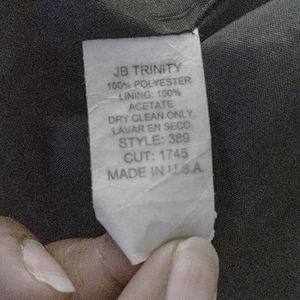 JB TRINITY
100% POLYESTER
LINING: 100%
ACETATE
DRY CLEAN ONLY
LAVAR EN SECO
STYLE: 389
CUT: 1745
MADE IN U.S.A.